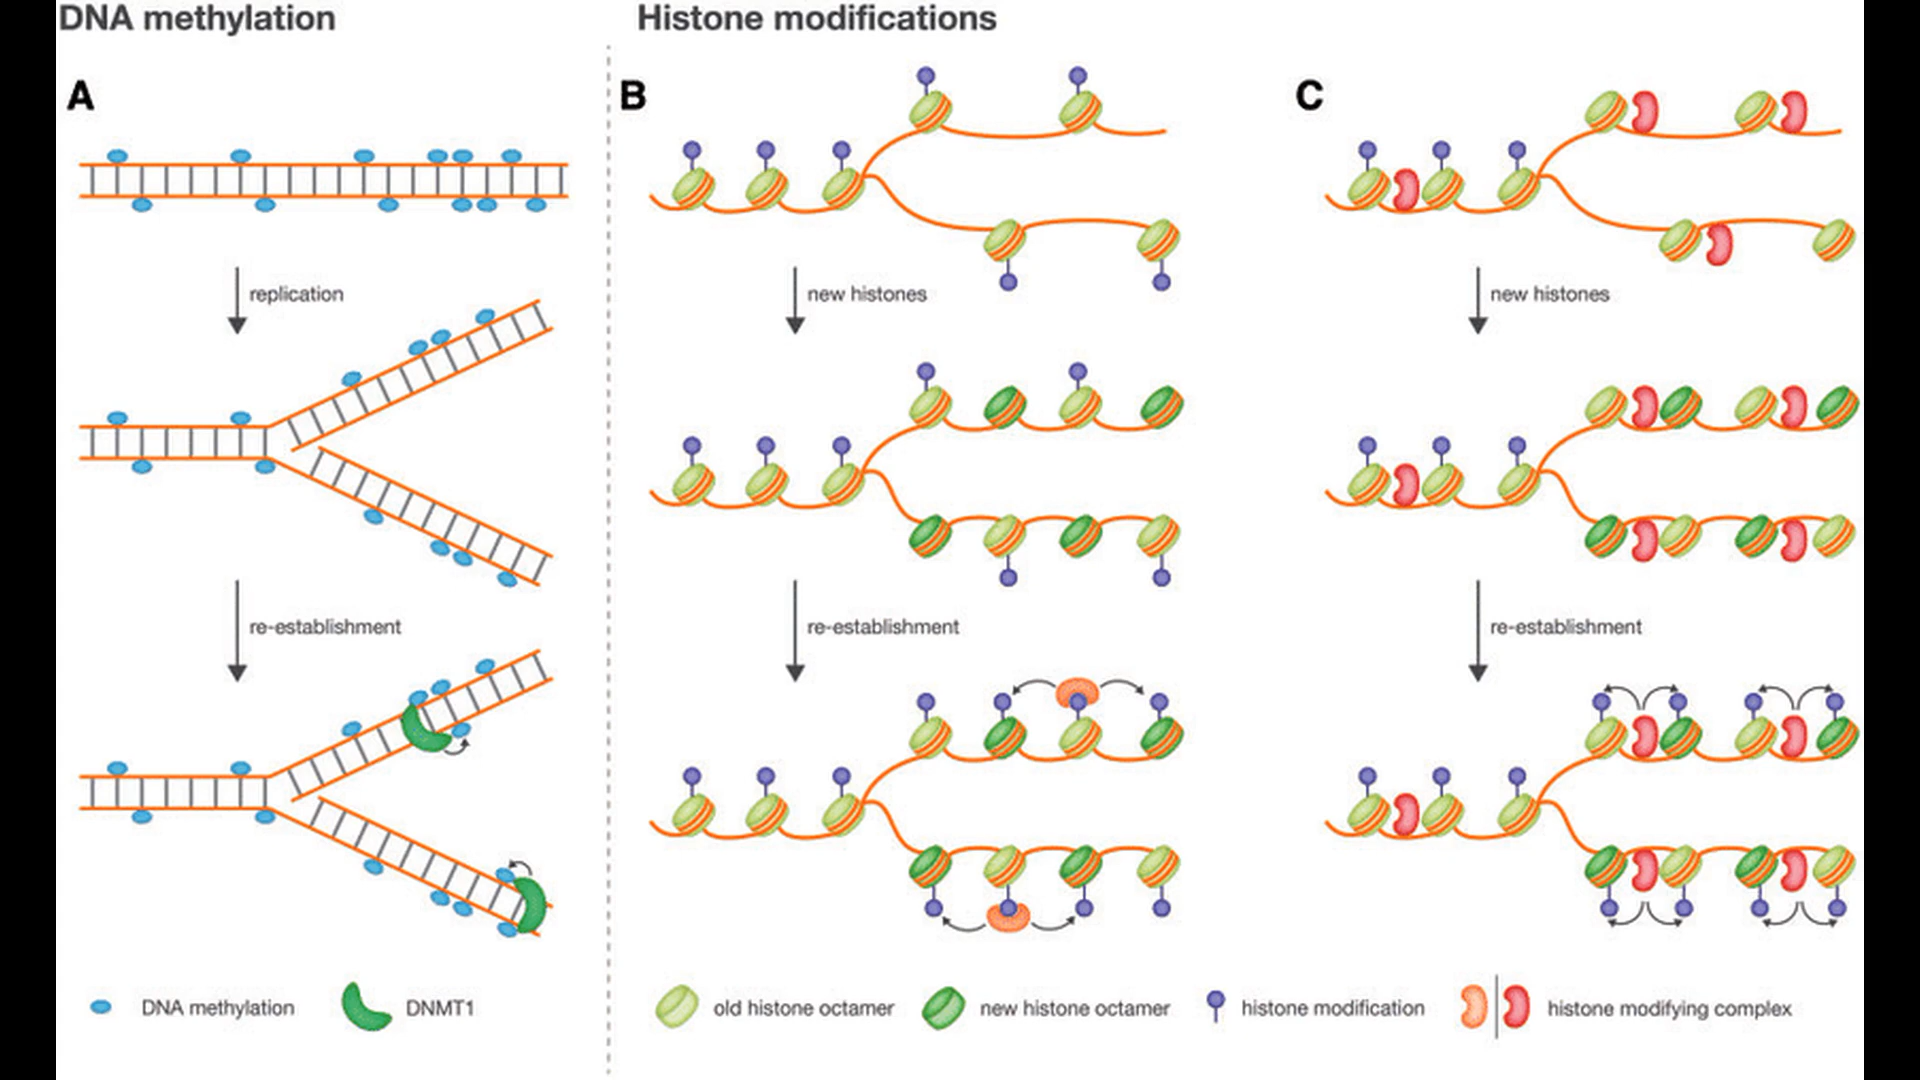 DNA methylation
Histone modifications
A
B
C
replication
new histones
new histones
re-establishment
re-establishment
re-establishment
DNA methylation
DNMT1
old histone octamer
new histone octamer
histone modification
histone modifying complex